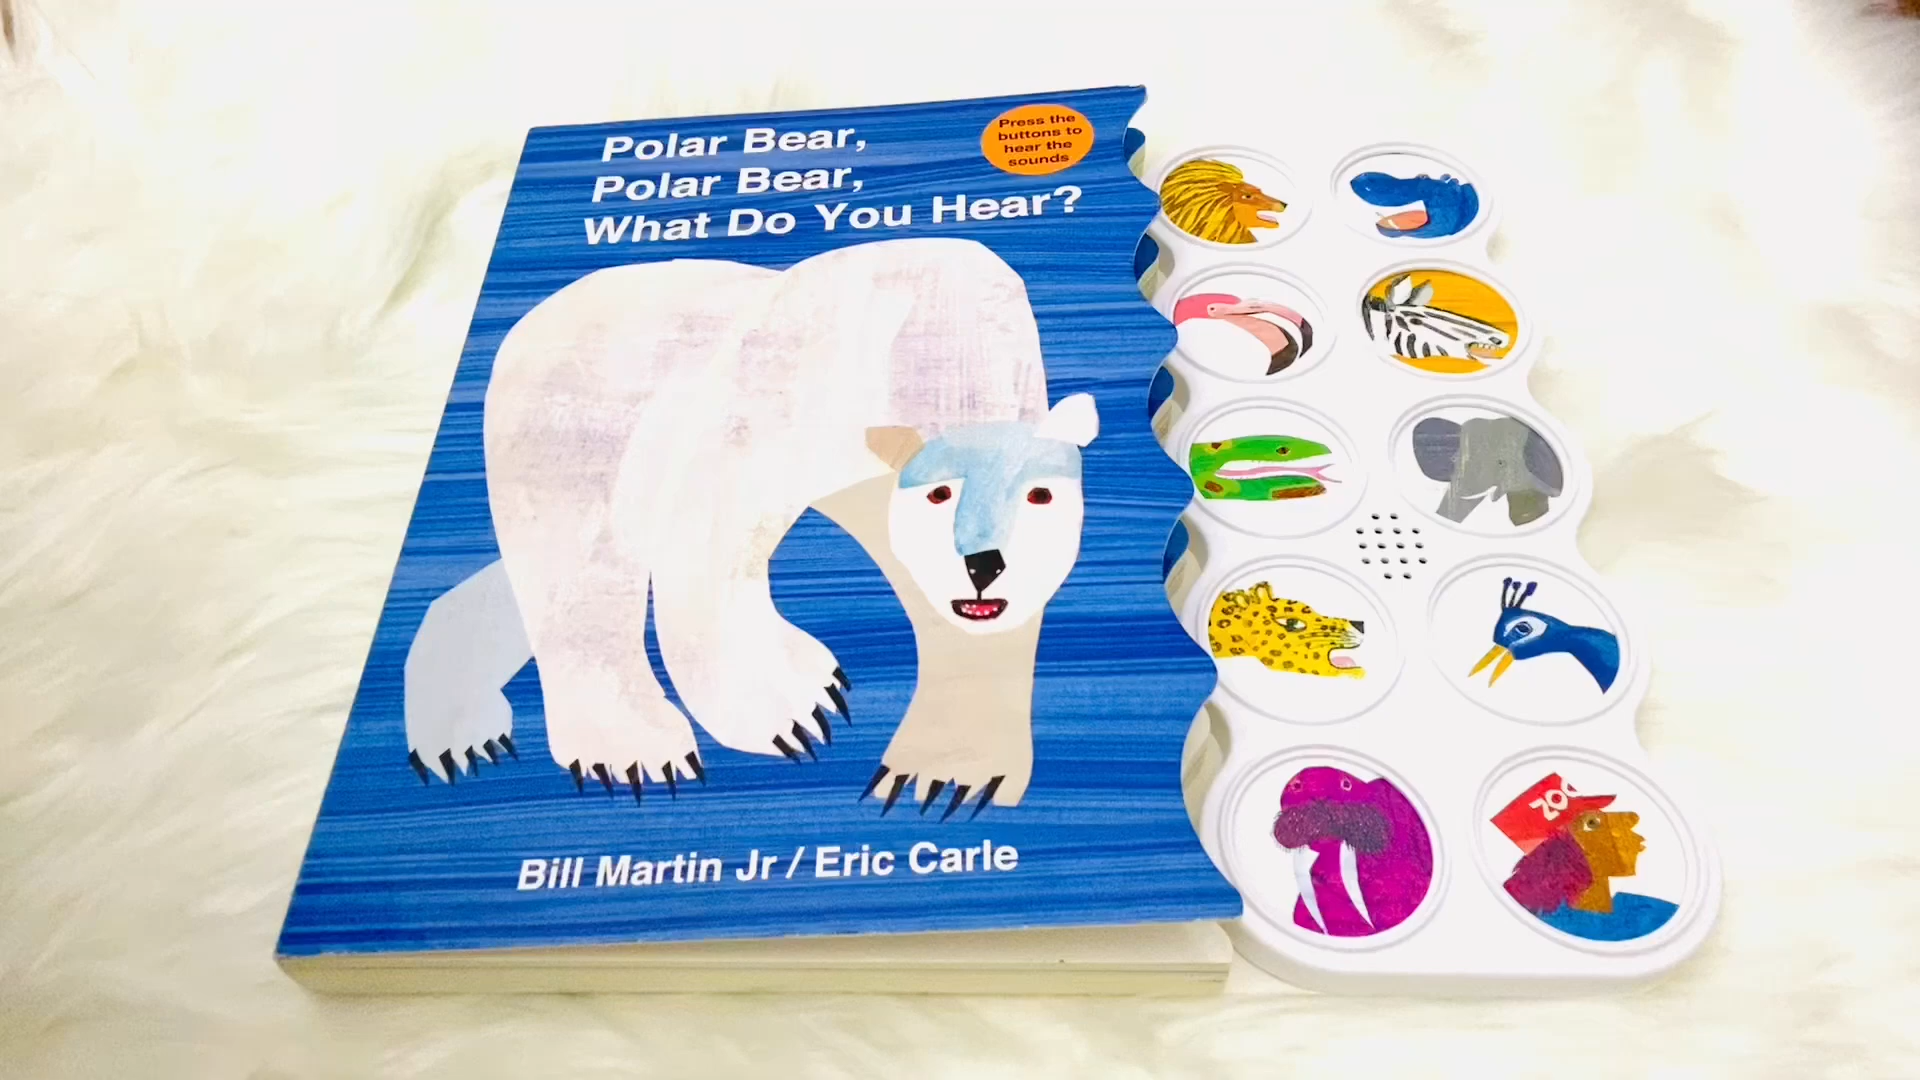 Polar Bear,
Polar Bear,
What Do You Hear?
Press the
buttons to
hear the
sounds
Bill Martin Jr / Eric Carle
ZOO